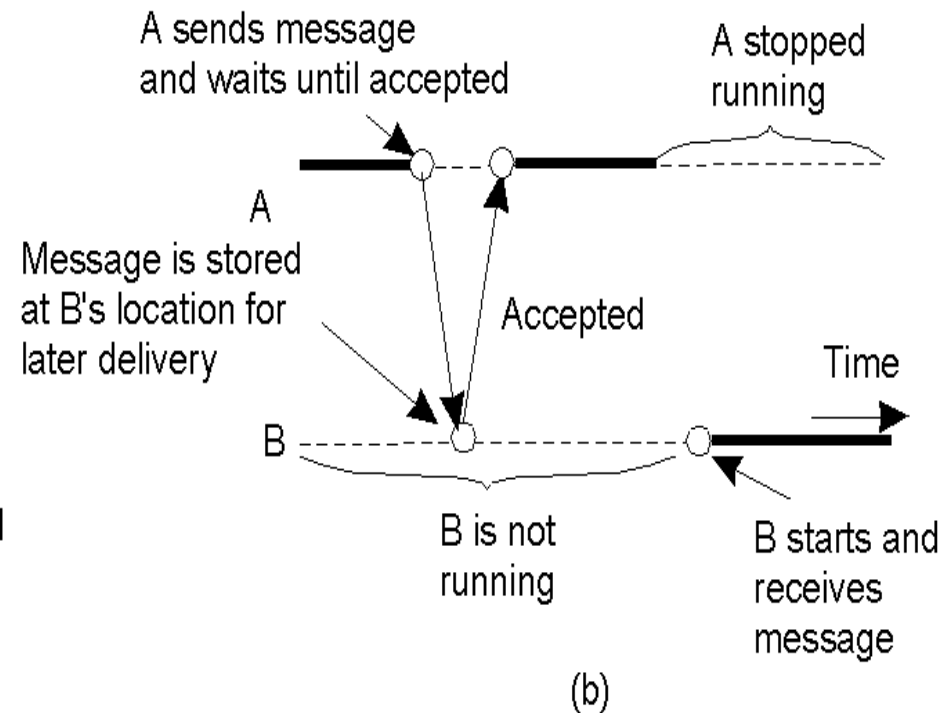 A sends message
and waits until accepted
A stopped
running
A
Message is stored
at B's location for
later delivery
Accepted
Time
B
B is not
running
B starts and
receives
message
(b)